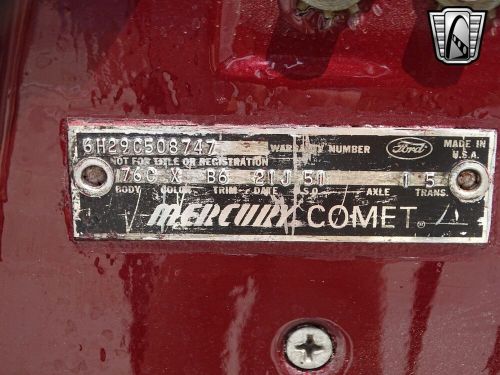 6H29C508747 WARRANTY NUMBER Ford MADE IN U.S.A.
NOT FOR TITLE OR REGISTRATION
76C X B6 21J 51 1 5
BODY COLOR TRIM DATE D.S.O. AXLE TRANS.
MERCURY COMET